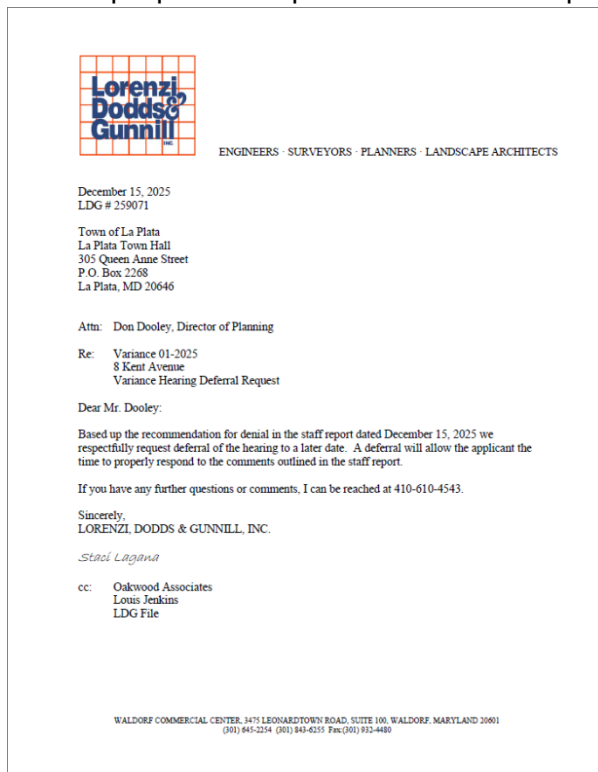 Lorenzi
Dodds&
Gunnill
INC.
ENGINEERS · SURVEYORS · PLANNERS · LANDSCAPE ARCHITECTS
December 15, 2025
LDG # 259071
Town of La Plata
La Plata Town Hall
305 Queen Anne Street
P.O. Box 2268
La Plata, MD 20646
Attn: Don Dooley, Director of Planning
Re: Variance 01-2025
8 Kent Avenue
Variance Hearing Deferral Request
Dear Mr. Dooley:
Based up the recommendation for denial in the staff report dated December 15, 2025 we
respectfully request deferral of the hearing to a later date. A deferral will allow the applicant the
time to properly respond to the comments outlined in the staff report.
If you have any further questions or comments, I can be reached at 410-610-4543.
Sincerely,
LORENZI, DODDS & GUNNILL, INC.
Staci Lagana
cc: Oakwood Associates
Louis Jenkins
LDG File
WALDORF COMMERCIAL CENTER, 3475 LEONARDTOWN ROAD, SUITE 100, WALDORF, MARYLAND 20601
(301) 645-2254 (301) 843-6255 Fax:(301) 932-4480